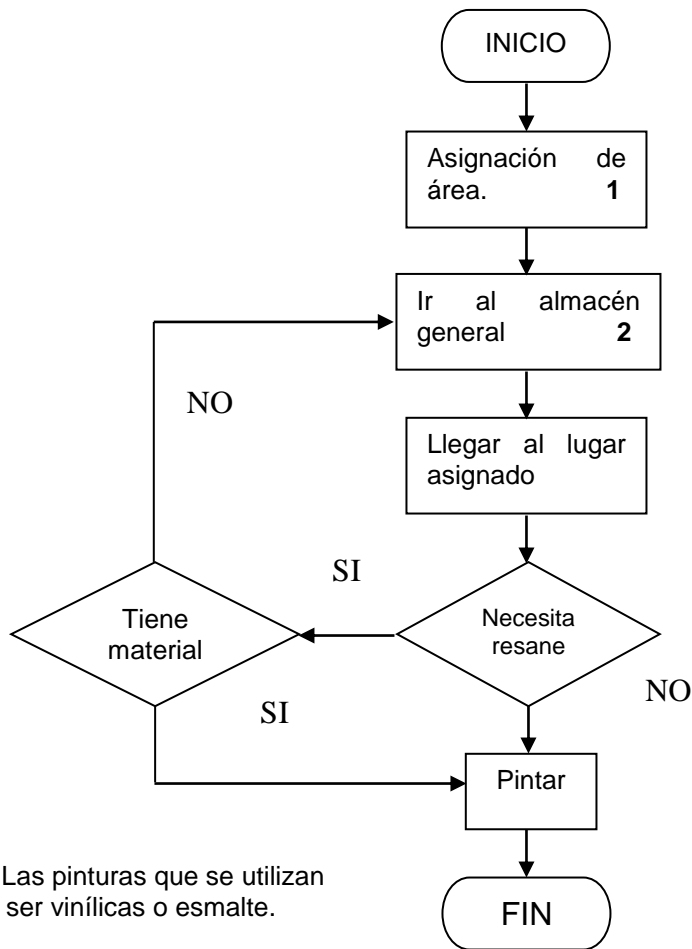 INICIO
Asignación de
área. 1
Ir al almacén
general 2
NO
Llegar al lugar
asignado
SI
Tiene
material
Necesita
resane
NO
SI
Pintar
Las pinturas que se utilizan
ser vinílicas o esmalte.
FIN